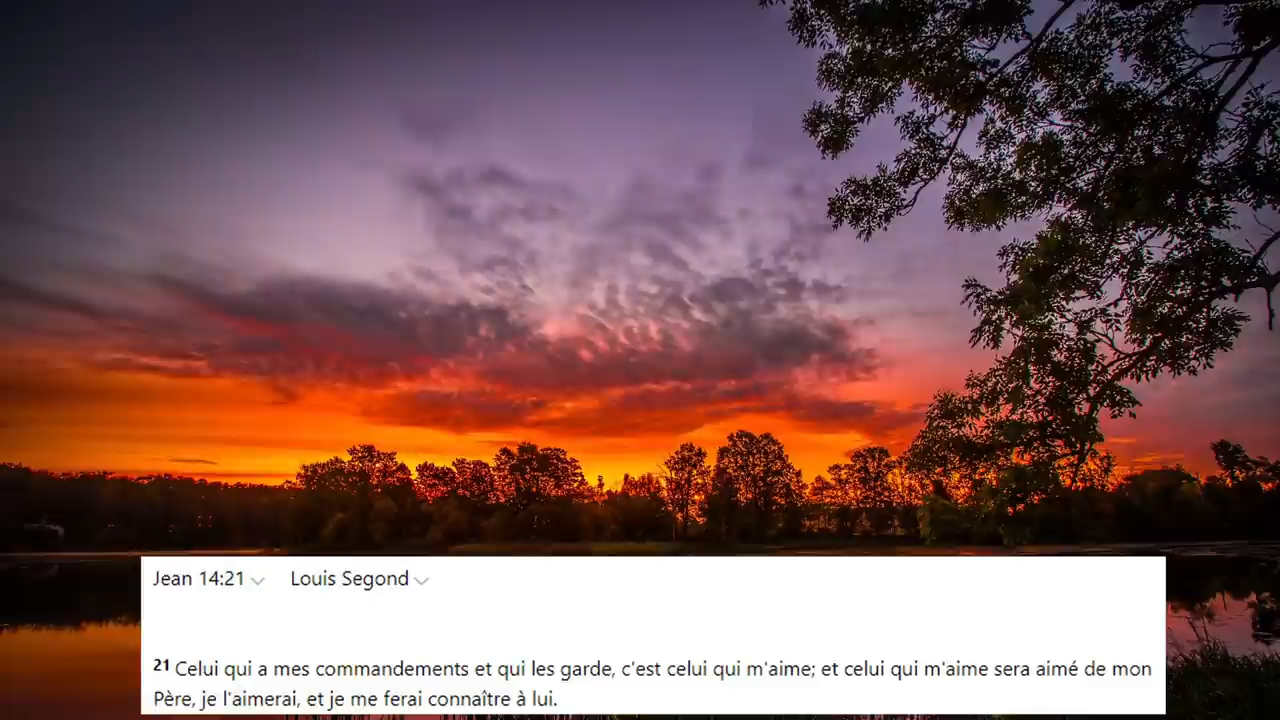 Jean 14:21 Louis Segond
21 Celui qui a mes commandements et qui les garde, c'est celui qui m'aime; et celui qui m'aime sera aimé de mon
Père, je l'aimerai, et je me ferai connaître à lui.